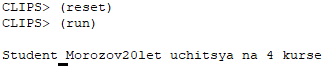 CLIPS> (reset)
CLIPS> (run)
Student Morozov20let uchitsya na 4 kurse